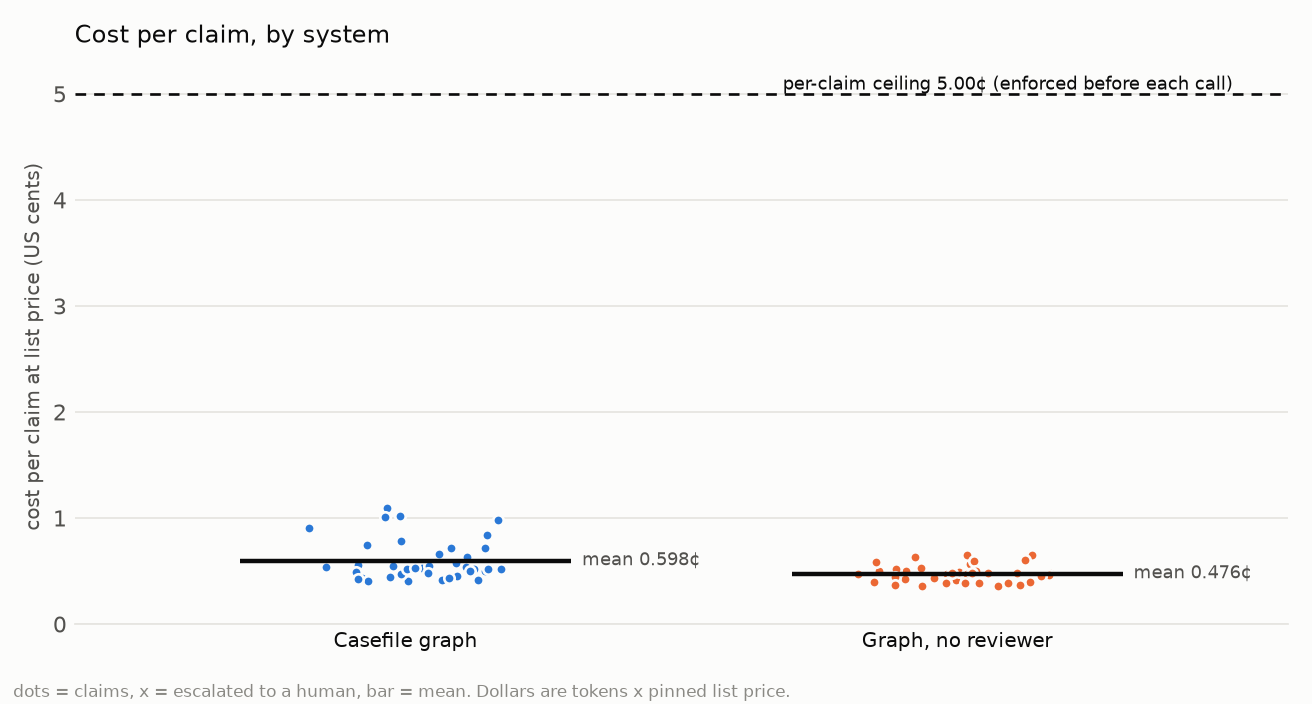 Cost per claim, by system
per-claim ceiling 5.00¢ (enforced before each call)
cost per claim at list price (US cents)
5
4
3
2
1
0
mean 0.598¢
mean 0.476¢
Casefile graph
Graph, no reviewer
dots = claims, x = escalated to a human, bar = mean. Dollars are tokens x pinned list price.